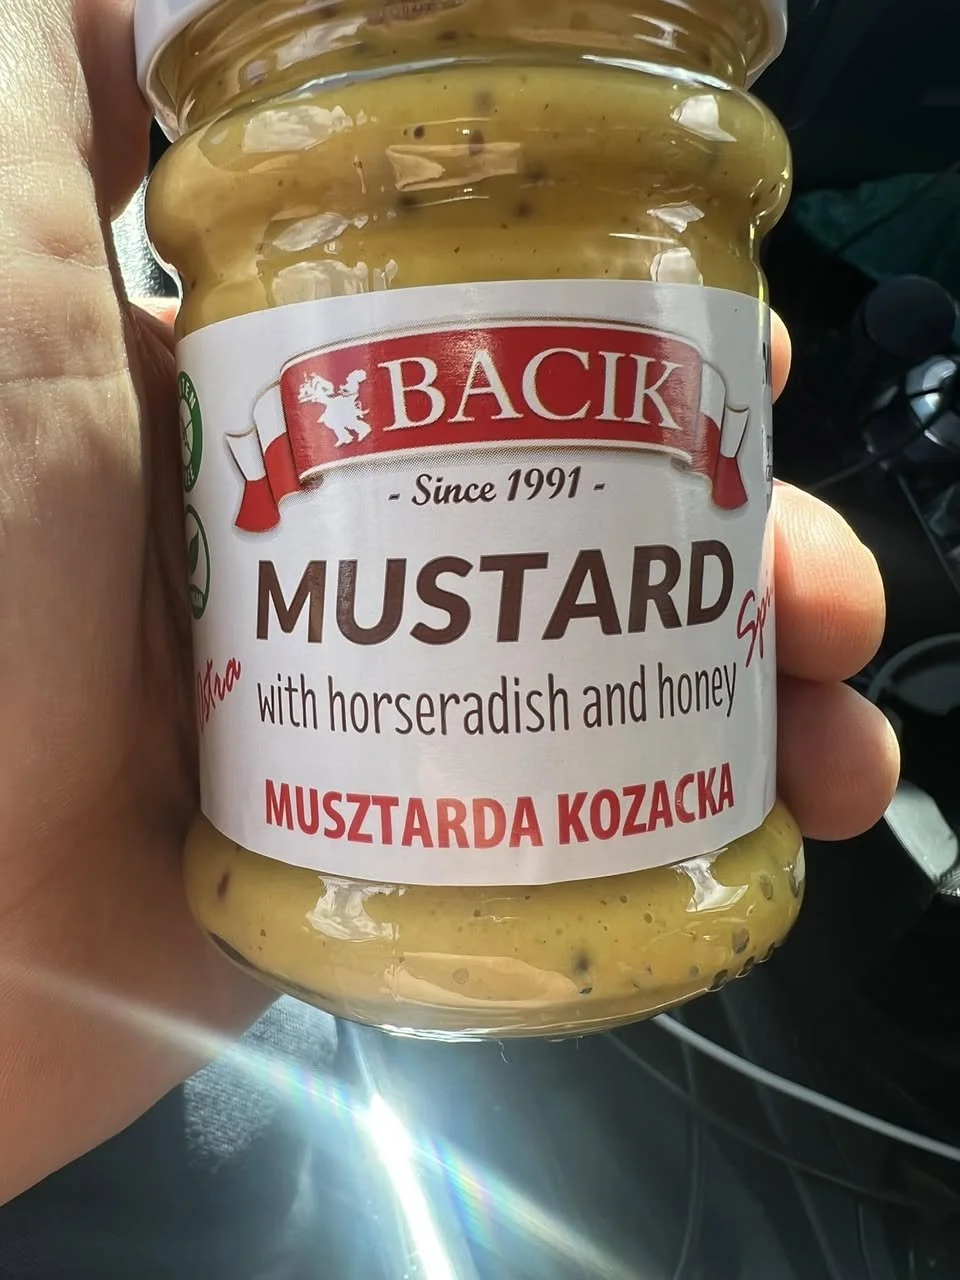 BACIK
- Since 1991 -
MUSTARD
with horseradish and honey
MUSZTARDA KOZACKA